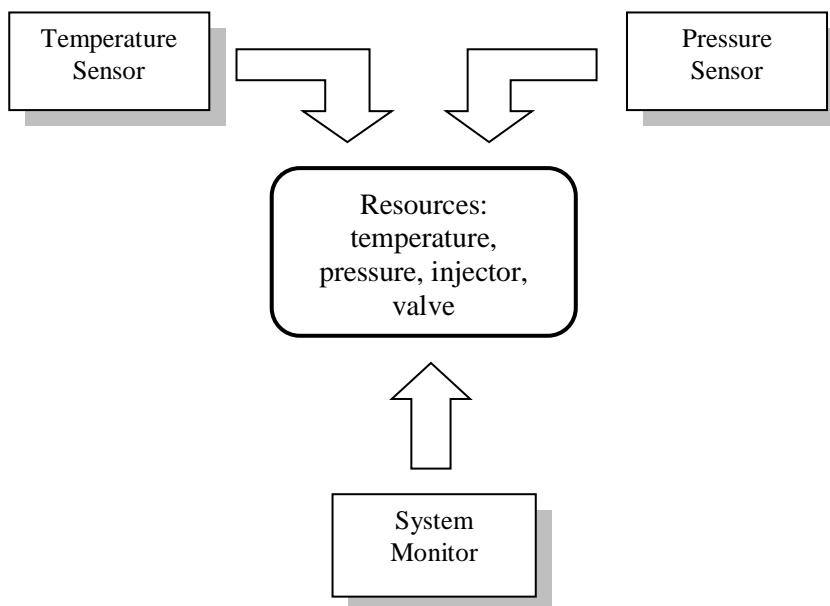 Temperature
Sensor
Pressure
Sensor
Resources:
temperature,
pressure, injector,
valve
System
Monitor